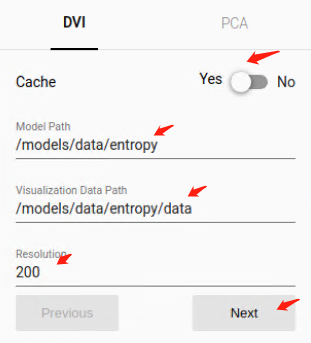 DVI PCA
Cache Yes No
Model Path
/models/data/entropy
Visualization Data Path
/models/data/entropy/data
Resolution
200
Previous Next